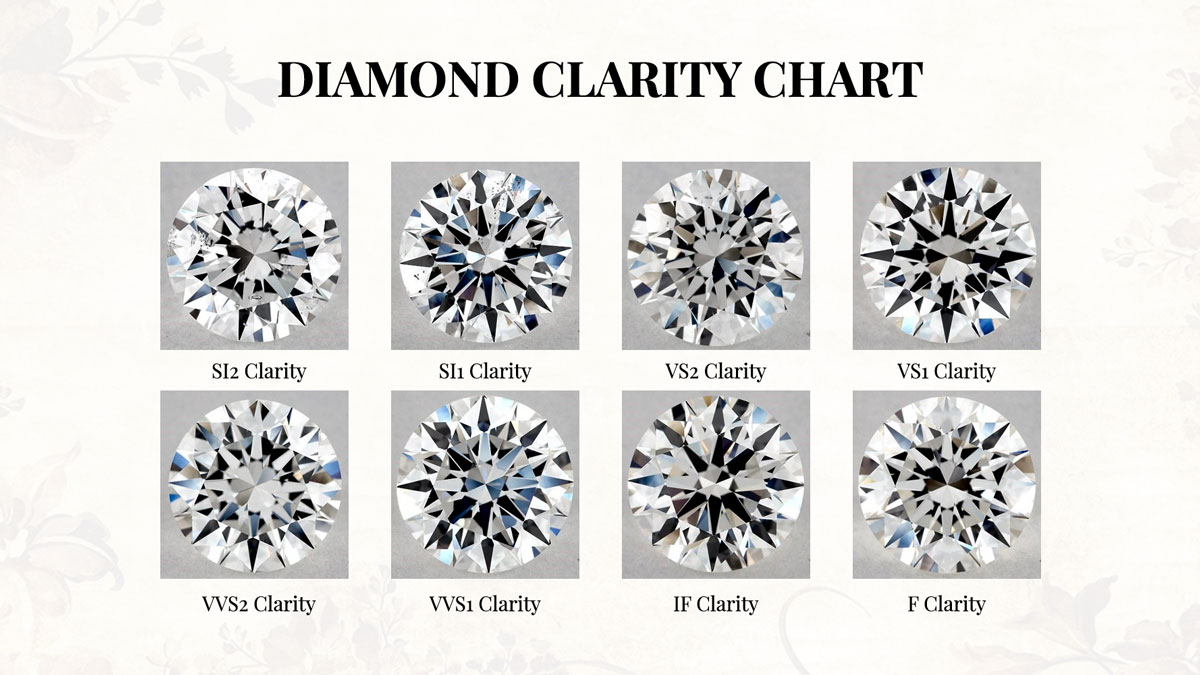 DIAMOND CLARITY CHART
SI2 Clarity
SI1 Clarity
VS2 Clarity
VS1 Clarity
VVS2 Clarity
VVS1 Clarity
IF Clarity
F Clarity